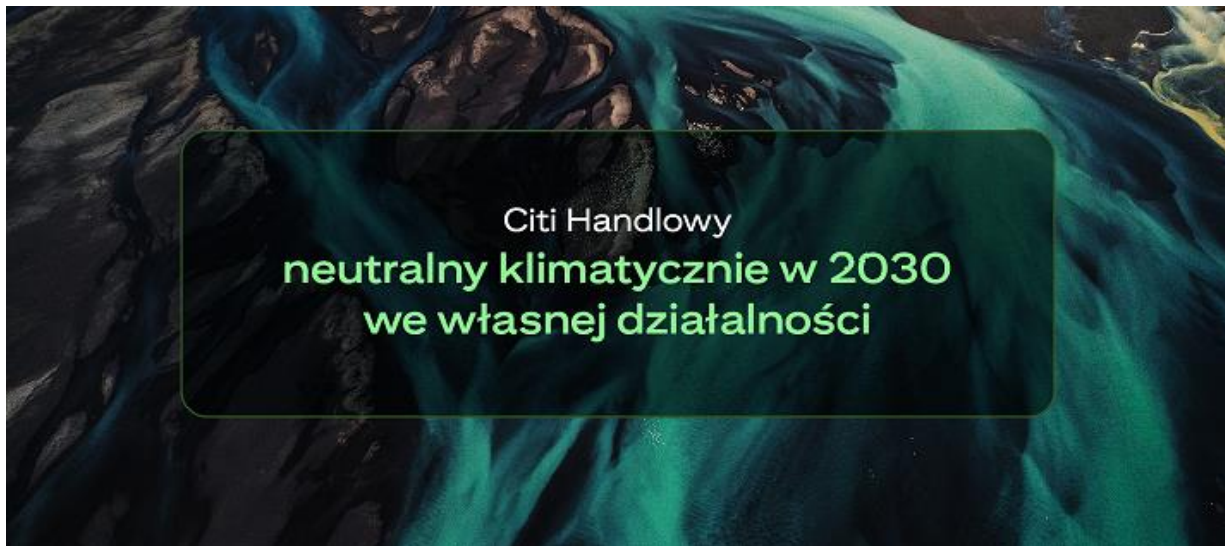 Citi Handlowy
neutralny klimatycznie w 2030
we własnej działalności